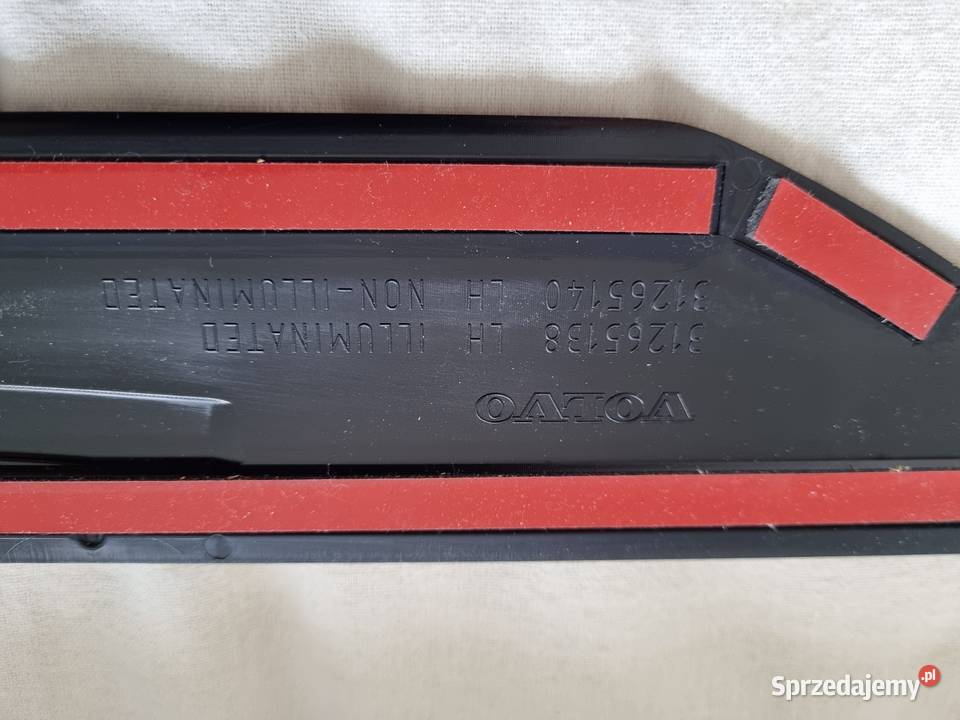 VOLVO
31265138 LH ILLUMINATED
31265140 LH NON-ILLUMINATED
Sprzedajemy.pl